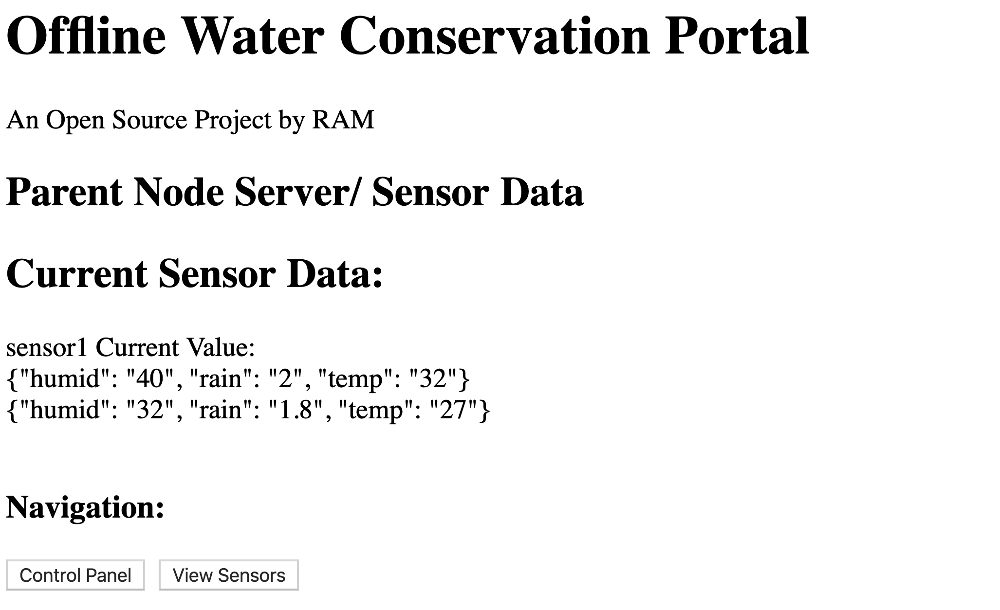 Offline Water Conservation Portal
An Open Source Project by RAM
Parent Node Server/ Sensor Data
Current Sensor Data:
sensor1 Current Value:
{"humid": "40", "rain": "2", "temp": "32"}
{"humid": "32", "rain": "1.8", "temp": "27"}
Navigation:
Control Panel View Sensors